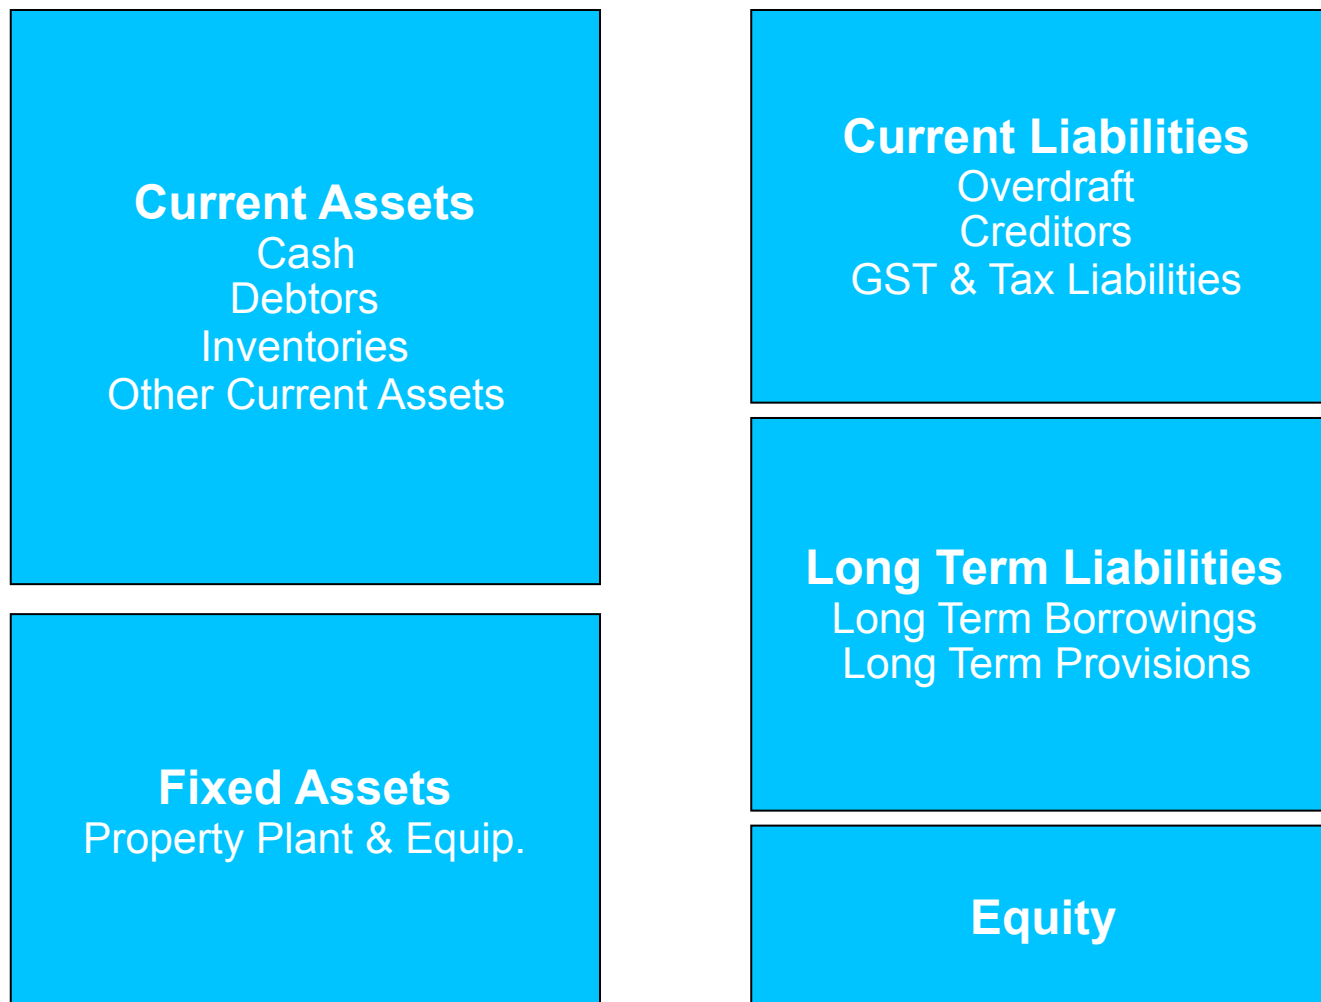 Current Assets
Cash
Debtors
Inventories
Other Current Assets
Fixed Assets
Property Plant & Equip.
Current Liabilities
Overdraft
Creditors
GST & Tax Liabilities
Long Term Liabilities
Long Term Borrowings
Long Term Provisions
Equity